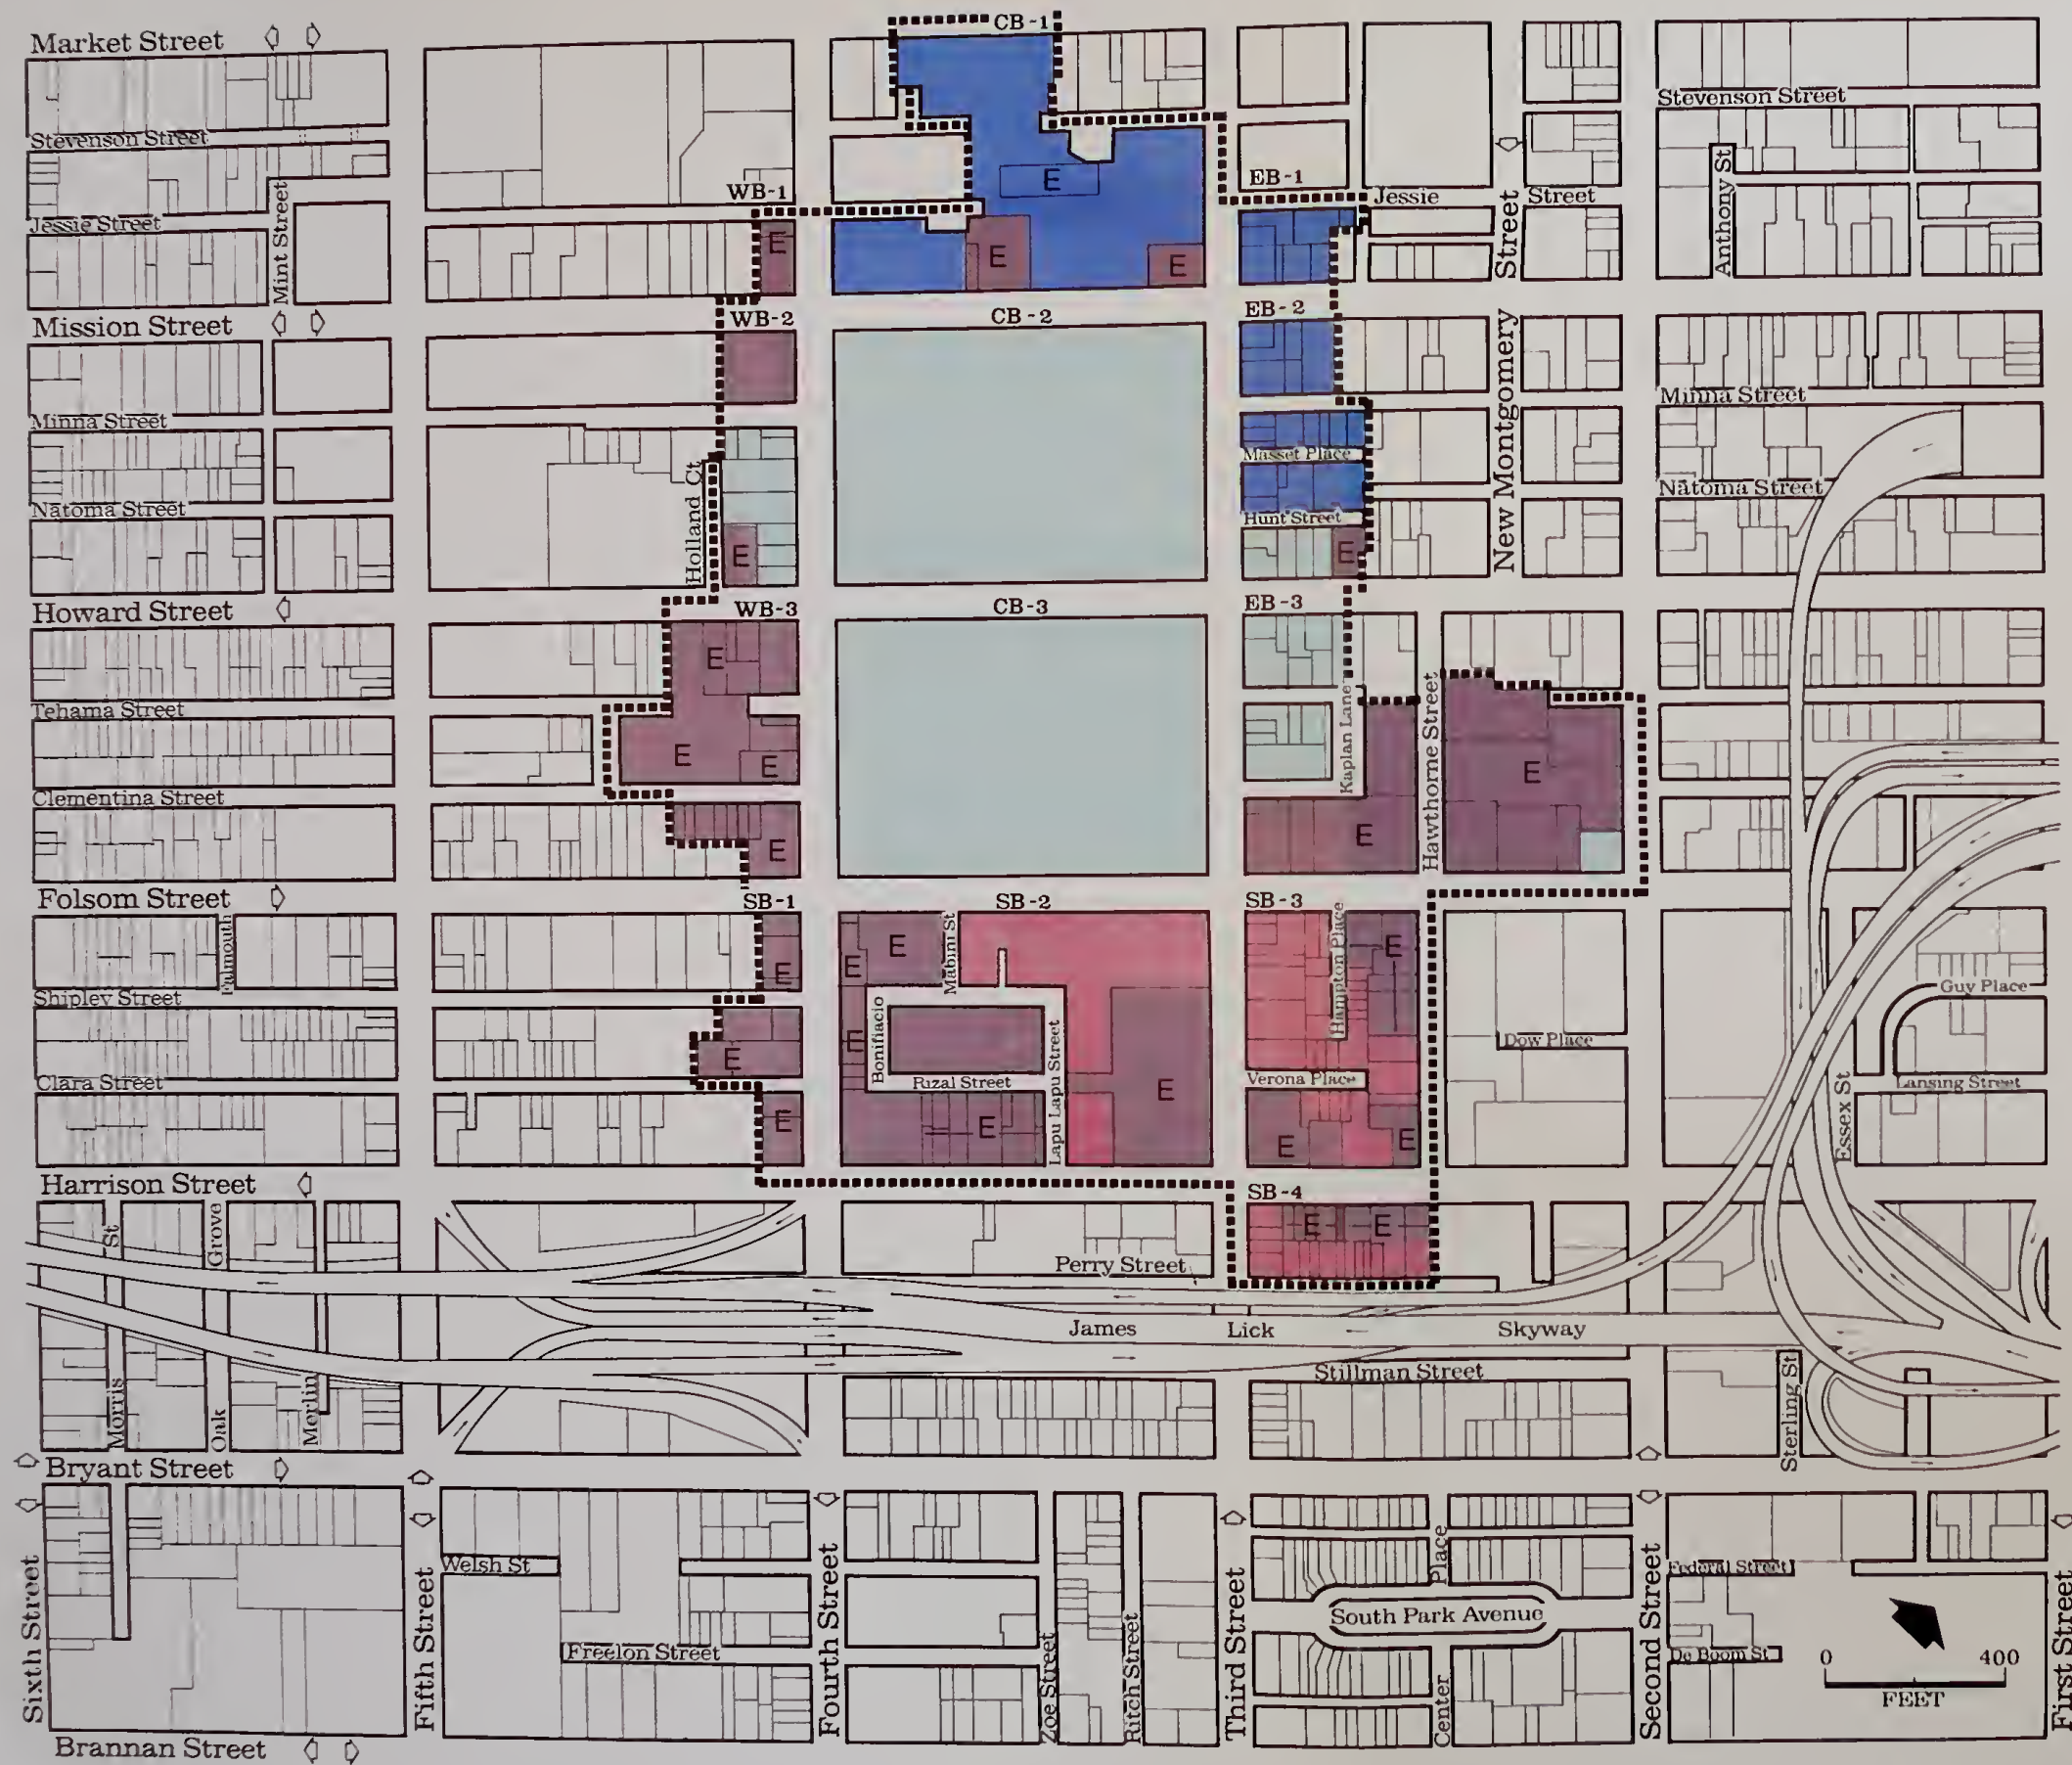 CB-1
Market Street
Stevenson Street
Stevenson Street
WB-1
E
EB-1
Jessie
Street
Jessie Street
Mint Street
E
E
E
Street
Anthony St
Mission Street
WB-2
CB-2
EB-2
Minna Street
Minna Street
Masset Place
Holland Ct
New Montgomery
Natoma Street
Natoma Street
Hunt Street
E
E
Howard Street
WB-3
CB-3
EB-3
E
Tehama Street
Kaplan Lane
Hawthorne Street
E
E
E
Clementina Street
E
E
Folsom Street
SB-1
SB-2
SB-3
Falmouth
Mabini St
Hampton Place
E
E
E
E
Shipley Street
Guy Place
Bonifiacio
E
E
Lapu Lapu Street
Dow Place
Clara Street
Rizal Street
Verona Place
Lansing Street
E
Essex St
E
E
E
E
Harrison Street
SB-4
St
Grove
E
E
Perry Street
James
Lick
Skyway
Stillman Street
Morris
Oak
Merlin
Sterling St
Bryant Street
Sixth Street
Fifth Street
Welsh St
Fourth Street
Freelon Street
Zoe Street
Ritch Street
Third Street
Place
South Park Avenue
Center
Second Street
Federal Street
De Boom St
0
400
FEET
First Street
Brannan Street